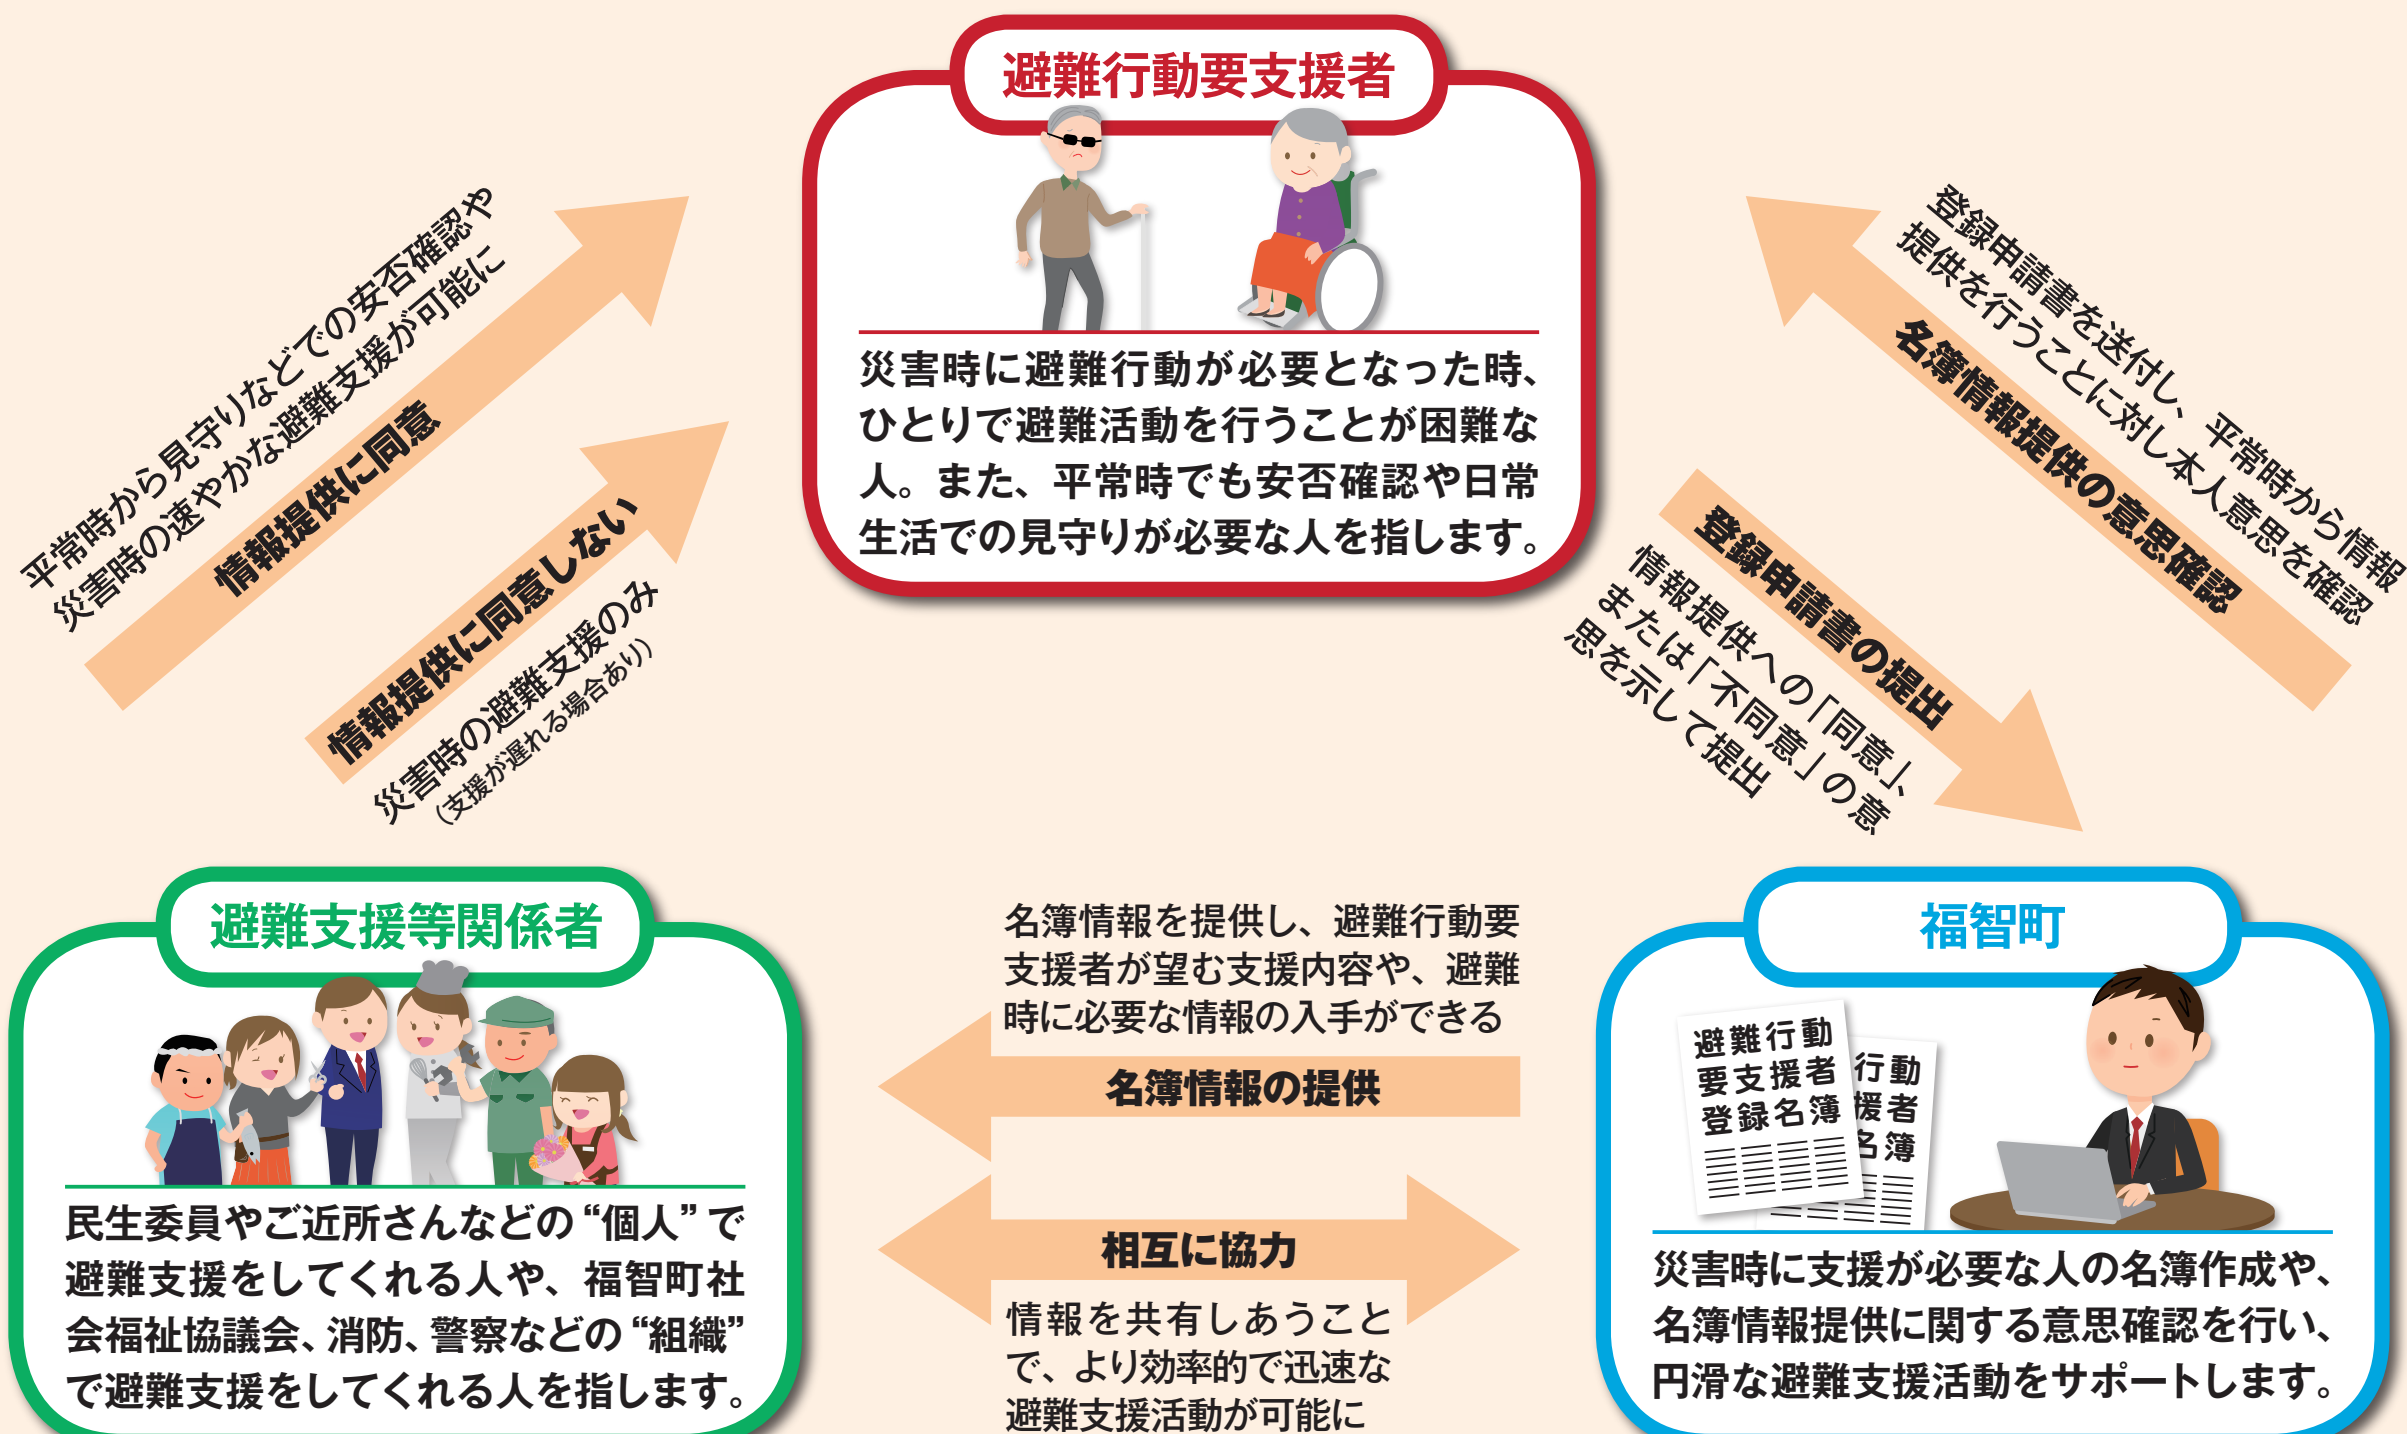 避難行動要支援者
災害時に避難行動が必要となった時、
ひとりで避難活動を行うことが困難な
人。また、平常時でも安否確認や日常
生活での見守りが必要な人を指します。
平常時から見守りなどでの安否確認や
災害時の速やかな避難支援が可能に
情報提供に同意
情報提供に同意しない
災害時の避難支援のみ
（支援が遅れる場合あり）
登録申請書を送付し、平常時から情報
提供を行うことに対し本人意思を確認
名簿情報提供の意思確認
登録申請書の提出
情報提供への「同意」、
または「不同意」の意
思を示して提出
避難支援等関係者
民生委員やご近所さんなどの“個人”で
避難支援をしてくれる人や、福智町社
会福祉協議会、消防、警察などの“組織”
で避難支援をしてくれる人を指します。
名簿情報を提供し、避難行動要
支援者が望む支援内容や、避難
時に必要な情報の入手ができる
名簿情報の提供
相互に協力
情報を共有しあうこと
で、より効率的で迅速な
避難支援活動が可能に
福智町
避難行動
要支援者
登録名簿
行動
援者
名簿
災害時に支援が必要な人の名簿作成や、
名簿情報提供に関する意思確認を行い、
円滑な避難支援活動をサポートします。